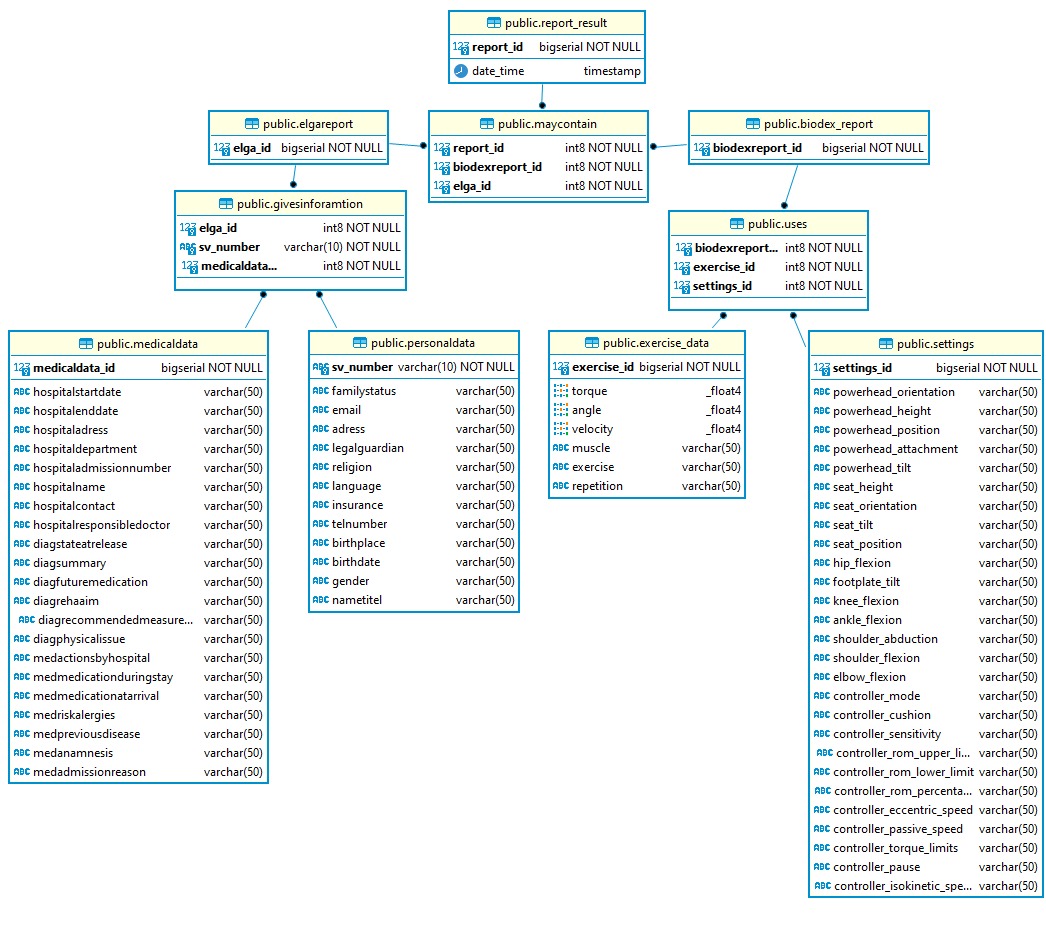 public.report_result
report_id bigserial NOT NULL
date_time timestamp
public.elgareport
elga_id bigserial NOT NULL
public.maycontain
report_id int8 NOT NULL
biodexreport_id int8 NOT NULL
elga_id int8 NOT NULL
public.biodex_report
biodexreport_id bigserial NOT NULL
public.givesinforamtion
elga_id int8 NOT NULL
sv_number varchar(10) NOT NULL
medicaldata... int8 NOT NULL
public.uses
biodexreport... int8 NOT NULL
exercise_id int8 NOT NULL
settings_id int8 NOT NULL
public.medicaldata
medicaldata_id bigserial NOT NULL
hospitalstartdate varchar(50)
hospitalenddate varchar(50)
hospitaladress varchar(50)
hospitaldepartment varchar(50)
hospitaladmissionnumber varchar(50)
hospitalname varchar(50)
hospitalcontact varchar(50)
hospitalresponsibledoctor varchar(50)
diagstateatrelease varchar(50)
diagsummary varchar(50)
diagfuturemedication varchar(50)
diagrehaaim varchar(50)
diagrecommendedmeasure... varchar(50)
diagphysicalissue varchar(50)
medactionsbyhospital varchar(50)
medmedicationduringstay varchar(50)
medmedicationatarrival varchar(50)
medriskalergies varchar(50)
medpreviousdisease varchar(50)
medanamnesis varchar(50)
medadmissionreason varchar(50)
public.personaldata
sv_number varchar(10) NOT NULL
familystatus varchar(50)
email varchar(50)
adress varchar(50)
legalguardian varchar(50)
religion varchar(50)
language varchar(50)
insurance varchar(50)
telnumber varchar(50)
birthplace varchar(50)
birthdate varchar(50)
gender varchar(50)
nametitel varchar(50)
public.exercise_data
exercise_id bigserial NOT NULL
torque _float4
angle _float4
velocity _float4
muscle varchar(50)
exercise varchar(50)
repetition varchar(50)
public.settings
settings_id bigserial NOT NULL
powerhead_orientation varchar(50)
powerhead_height varchar(50)
powerhead_position varchar(50)
powerhead_attachment varchar(50)
powerhead_tilt varchar(50)
seat_height varchar(50)
seat_orientation varchar(50)
seat_tilt varchar(50)
seat_position varchar(50)
hip_flexion varchar(50)
footplate_tilt varchar(50)
knee_flexion varchar(50)
ankle_flexion varchar(50)
shoulder_abduction varchar(50)
shoulder_flexion varchar(50)
elbow_flexion varchar(50)
controller_mode varchar(50)
controller_cushion varchar(50)
controller_sensitivity varchar(50)
controller_rom_upper_li... varchar(50)
controller_rom_lower_limit varchar(50)
controller_rom_percenta... varchar(50)
controller_eccentric_speed varchar(50)
controller_passive_speed varchar(50)
controller_torque_limits varchar(50)
controller_pause varchar(50)
controller_isokinetic_spe... varchar(50)